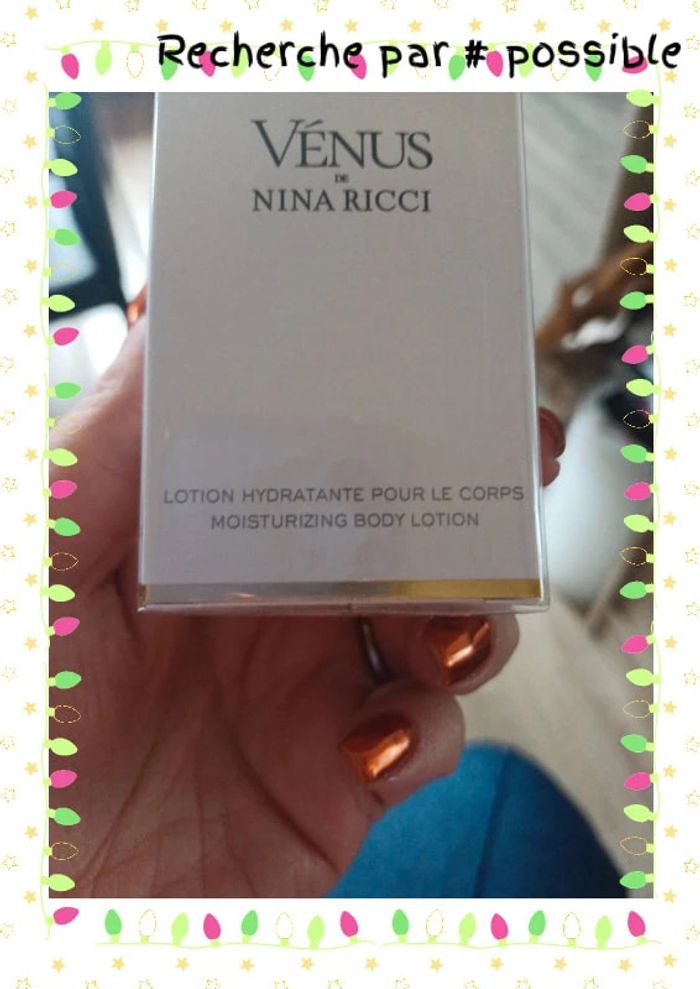 Recherche par # possible
VÉNUS
DE
NINA RICCI
LOTION HYDRATANTE POUR LE CORPS
MOISTURIZING BODY LOTION